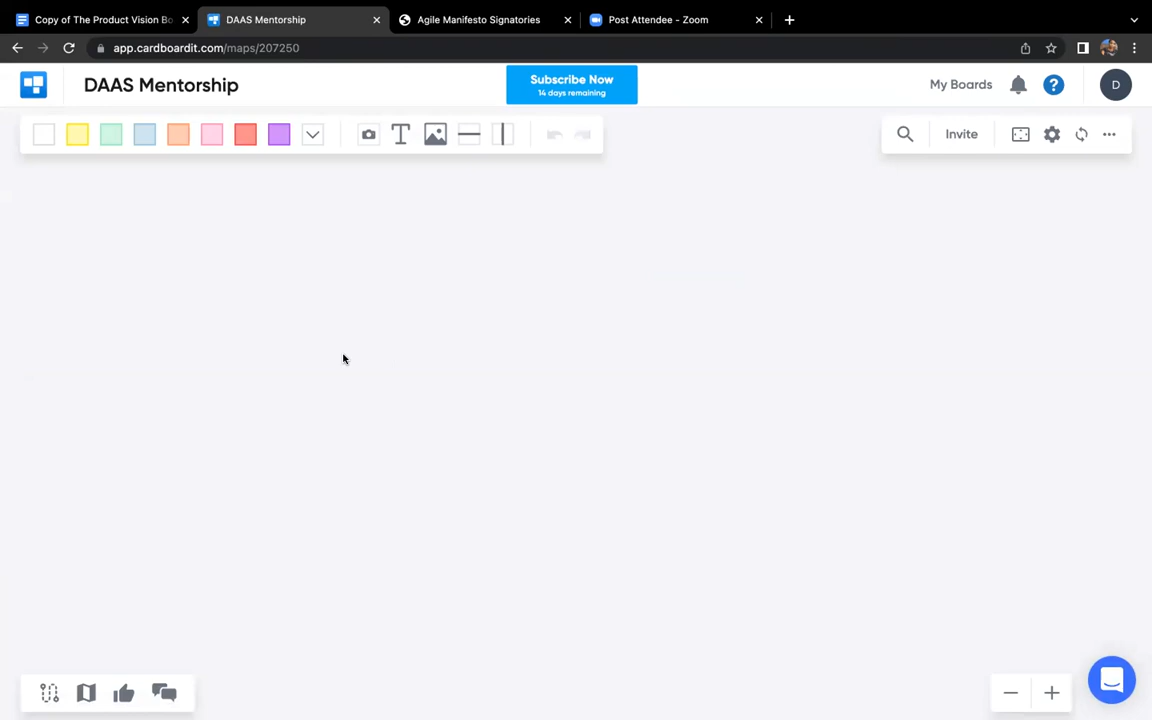 Copy of The Product Vision Bo
DAAS Mentorship
Agile Manifesto Signatories
Post Attendee - Zoom
app.cardboardit.com/maps/207250
DAAS Mentorship
Subscribe Now
14 days remaining
My Boards
?
D
T
Invite